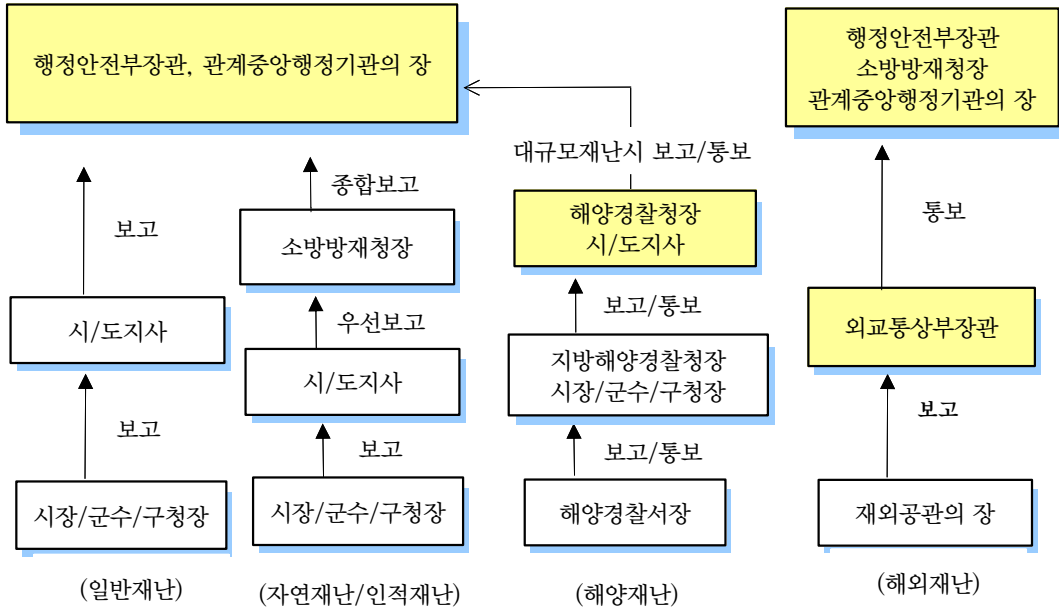 행정안전부장관, 관계중앙행정기관의 장
행정안전부장관
소방방재청장
관계중앙행정기관의 장
대규모재난시 보고/통보
종합보고
보고
소방방재청장
해양경찰청장
시/도지사
통보
우선보고
보고/통보
시/도지사
외교통상부장관
시/도지사
지방해양경찰청장
시장/군수/구청장
보고
보고
보고/통보
보고
시장/군수/구청장
시장/군수/구청장
해양경찰서장
재외공관의 장
(일반재난)
(자연재난/인적재난)
(해양재난)
(해외재난)